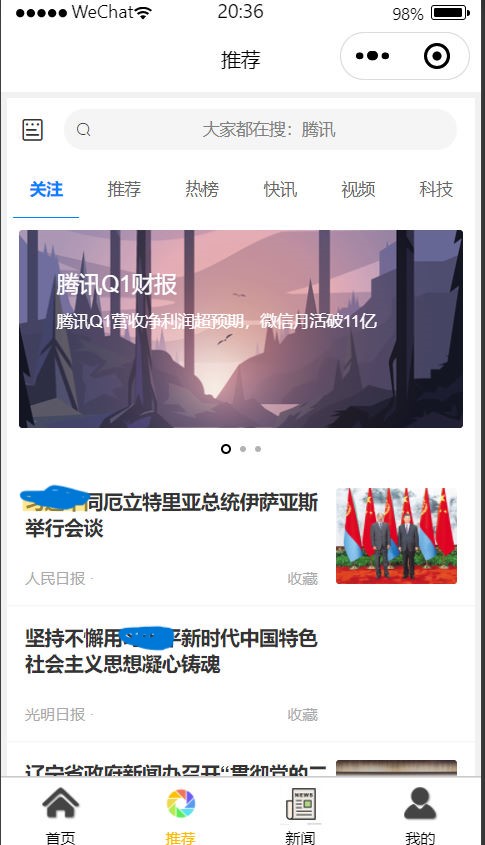 WeChat
20:36
98%
推荐
大家都在搜：腾讯
关注 推荐 热榜 快讯 视频 科技
腾讯Q1财报
腾讯Q1营收净利润超预期，微信月活破11亿
同厄立特里亚总统伊萨亚斯
举行会谈
人民日报 · 收藏
坚持不懈用 平新时代中国特色
社会主义思想凝心铸魂
光明日报 · 收藏
辽宁省政府新闻办召开“贯彻党的二
NEWS
首页 推荐 新闻 我的